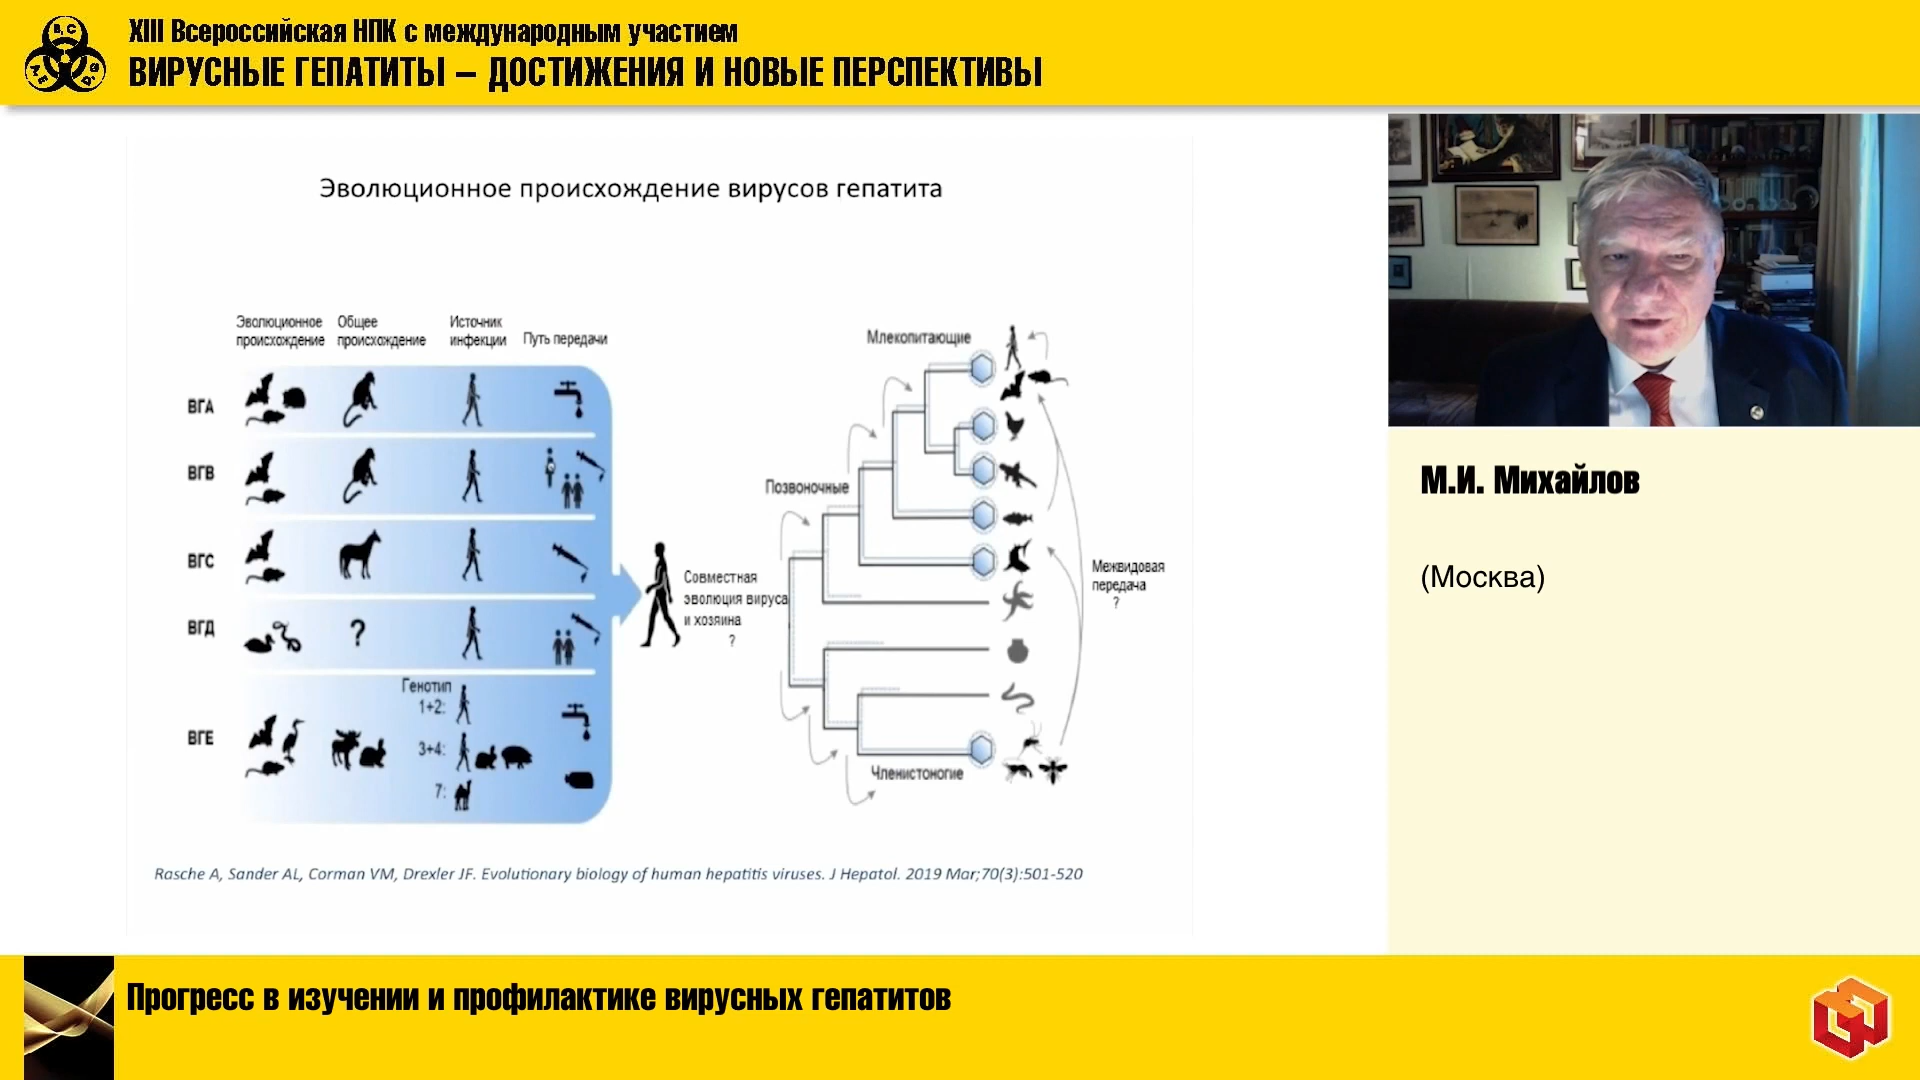 XIII Всероссийская НПК с международным участием
ВИРУСНЫЕ ГЕПАТИТЫ – ДОСТИЖЕНИЯ И НОВЫЕ ПЕРСПЕКТИВЫ
Эволюционное происхождение вирусов гепатита
Эволюционное
происхождение
Общее
происхождение
Источник
инфекции
Путь передачи
ВГА
ВГВ
ВГС
ВГД
?
ВГЕ
Генотип
1+2:
3+4:
7:
Совместная
эволюция вируса
и хозяина
?
Млекопитающие
Позвоночные
Членистоногие
Межвидовая
передача
?
Rasche A, Sander AL, Corman VM, Drexler JF. Evolutionary biology of human hepatitis viruses. J Hepatol. 2019 Mar;70(3):501-520
М.И. Михайлов
(Москва)
Прогресс в изучении и профилактике вирусных гепатитов